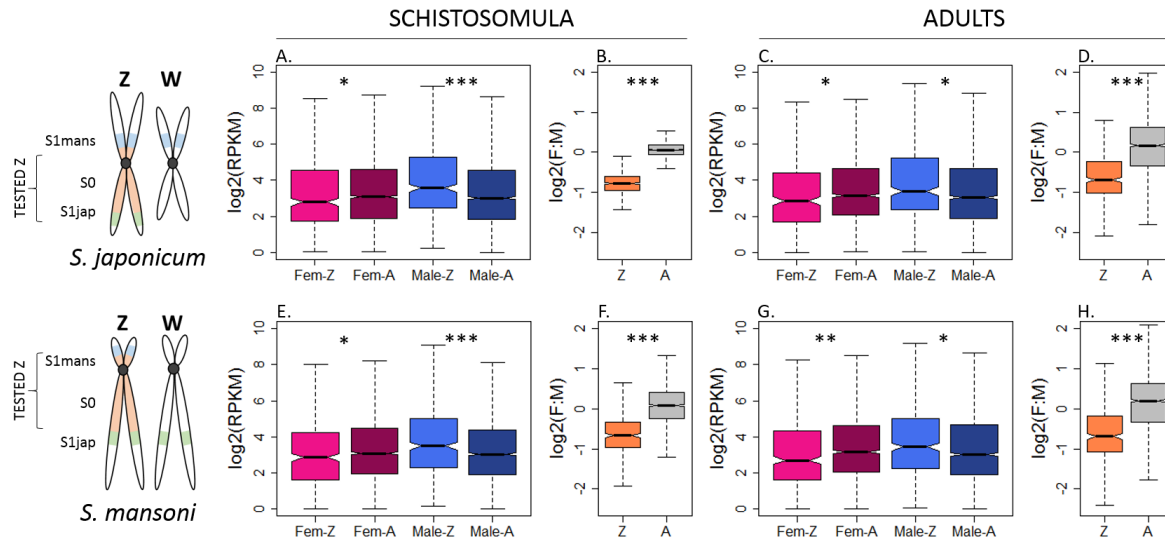 SCHISTOSOMULA
ADULTS
Z W
S1mans
S0
S1jap
TESTED Z
S. japonicum
A.
log2(RPKM)
10
8
6
4
2
0
* ***
Fem-Z Fem-A Male-Z Male-A
B.
log2(F:M)
2
1
0
-1
-2
***
Z A
C.
log2(RPKM)
10
8
6
4
2
0
* *
Fem-Z Fem-A Male-Z Male-A
D.
log2(F:M)
2
1
0
-1
-2
***
Z A
Z W
S1mans
S0
S1jap
TESTED Z
S. mansoni
E.
log2(RPKM)
10
8
6
4
2
0
* ***
Fem-Z Fem-A Male-Z Male-A
F.
log2(F:M)
2
1
0
-1
-2
***
Z A
G.
log2(RPKM)
10
8
6
4
2
0
** *
Fem-Z Fem-A Male-Z Male-A
H.
log2(F:M)
2
1
0
-1
-2
***
Z A